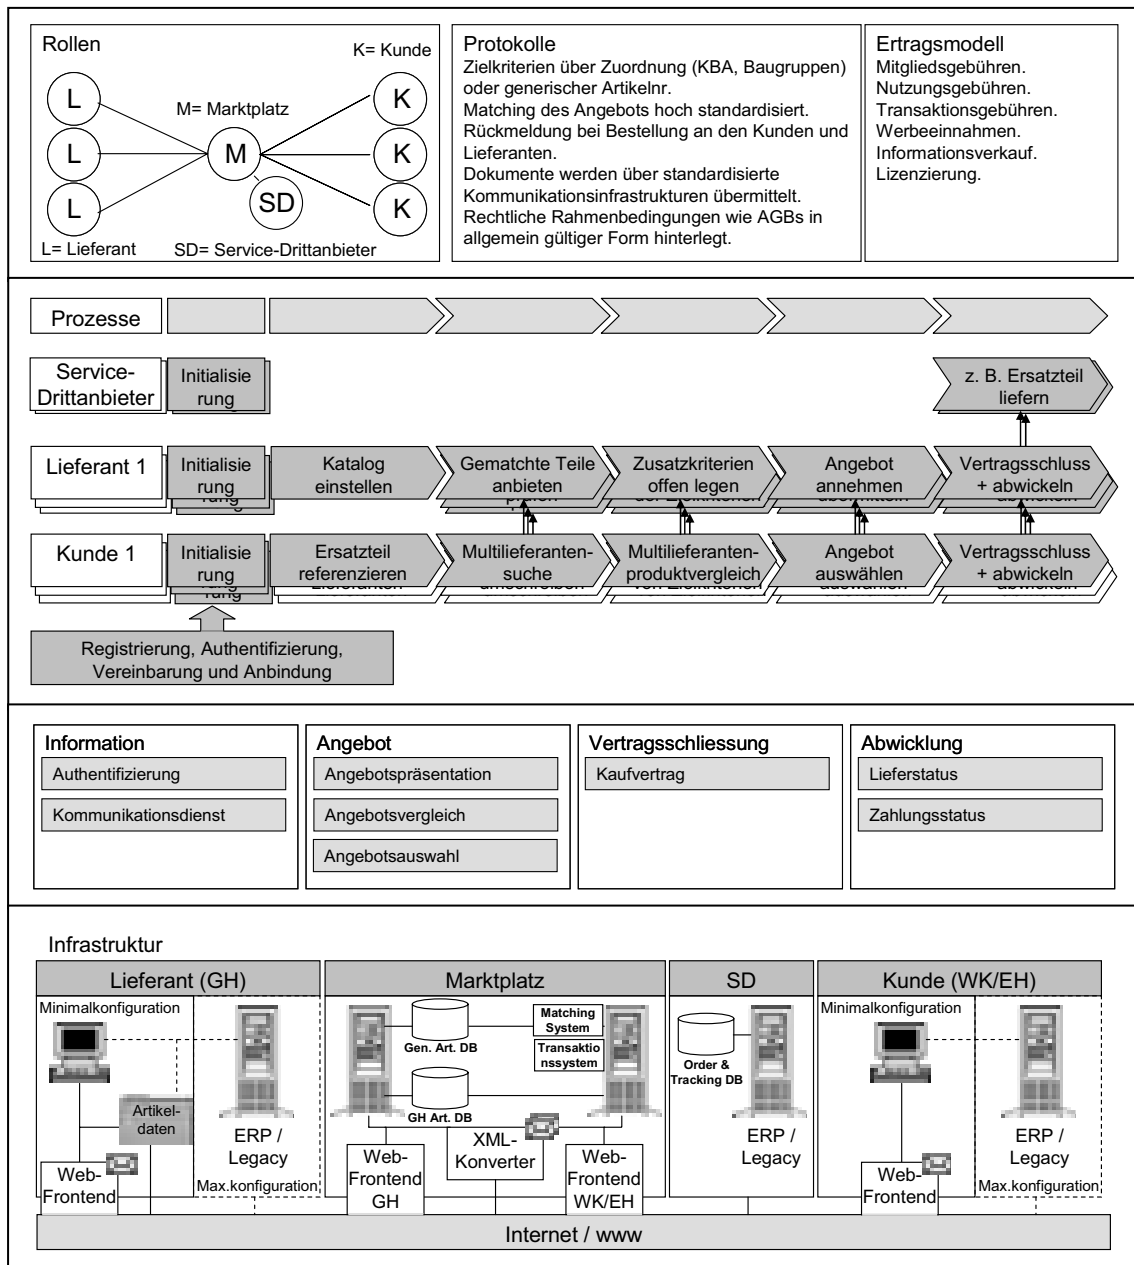 Rollen
K= Kunde
L
K
M= Marktplatz
L
M
K
SD
L
K
L= Lieferant
SD= Service-Drittanbieter
Protokolle
Zielkriterien über Zuordnung (KBA, Baugruppen)
oder generischer Artikelnr.
Matching des Angebots hoch standardisiert.
Rückmeldung bei Bestellung an den Kunden und
Lieferanten.
Dokumente werden über standardisierte
Kommunikationsinfrastrukturen übermittelt.
Rechtliche Rahmenbedingungen wie AGBs in
allgemein gültiger Form hinterlegt.
Ertragsmodell
Mitgliedsgebühren.
Nutzungsgebühren.
Transaktionsgebühren.
Werbeeinnahmen.
Informationsverkauf.
Lizenzierung.
Prozesse
Service-
Drittanbieter
Initialisie
rung
z. B. Ersatzteil
liefern
Lieferant 1
Initialisie
rung
Katalog
einstellen
Gematchte Teile
anbieten
Zusatzkriterien
offen legen
Angebot
annehmen
Vertragsschluss
+ abwickeln
Kunde 1
Initialisie
rung
Ersatzteil
referenzieren
Multilieferanten-
suche
Multilieferanten-
produktvergleich
Angebot
auswählen
Vertragsschluss
+ abwickeln
Registrierung, Authentifizierung,
Vereinbarung und Anbindung
Information
Authentifizierung
Kommunikationsdienst
Angebot
Angebotspräsentation
Angebotsvergleich
Angebotsauswahl
Vertragsschliessung
Kaufvertrag
Abwicklung
Lieferstatus
Zahlungsstatus
Infrastruktur
Lieferant (GH)
Minimalkonfiguration
Artikel-
daten
ERP /
Legacy
Web-
Frontend
Max.konfiguration
Marktplatz
Gen. Art. DB
Matching
System
Transaktio
nssystem
GH Art. DB
XML-
Konverter
Web-
Frontend
GH
Web-
Frontend
WK/EH
SD
Order &
Tracking DB
ERP /
Legacy
Kunde (WK/EH)
Minimalkonfiguration
ERP /
Legacy
Web-
Frontend
Max.konfiguration
Internet / www